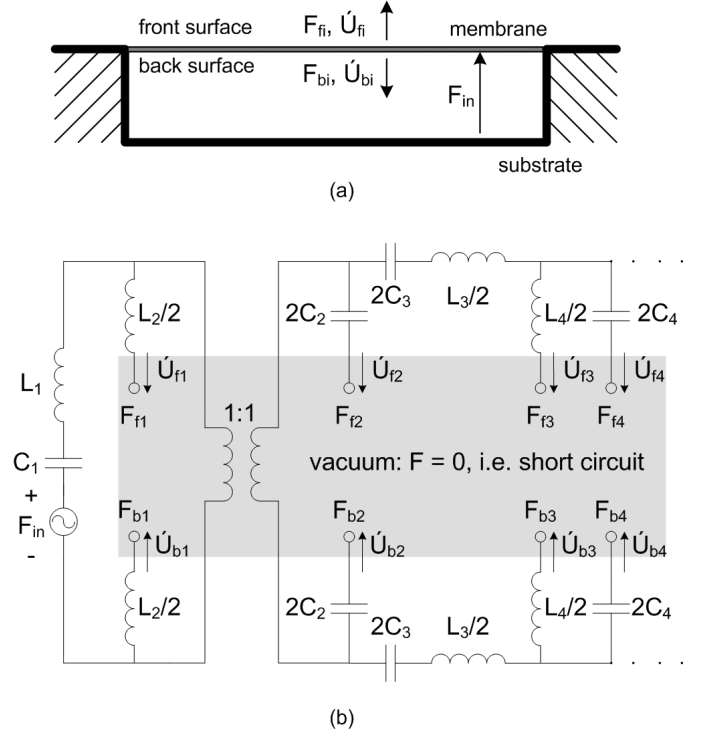 front surface
F_fi, Ú_fi
membrane
back surface
F_bi, Ú_bi
F_in
substrate
(a)
2C_3
L_3/2
L_2/2
2C_2
L_4/2
2C_4
Ú_f1
Ú_f2
Ú_f3
Ú_f4
L_1
F_f1
1:1
F_f2
F_f3
F_f4
C_1
vacuum: F = 0, i.e. short circuit
+
F_in
-
F_b1
F_b2
F_b3
F_b4
Ú_b1
Ú_b2
Ú_b3
Ú_b4
L_2/2
2C_2
L_4/2
2C_4
2C_3
L_3/2
(b)